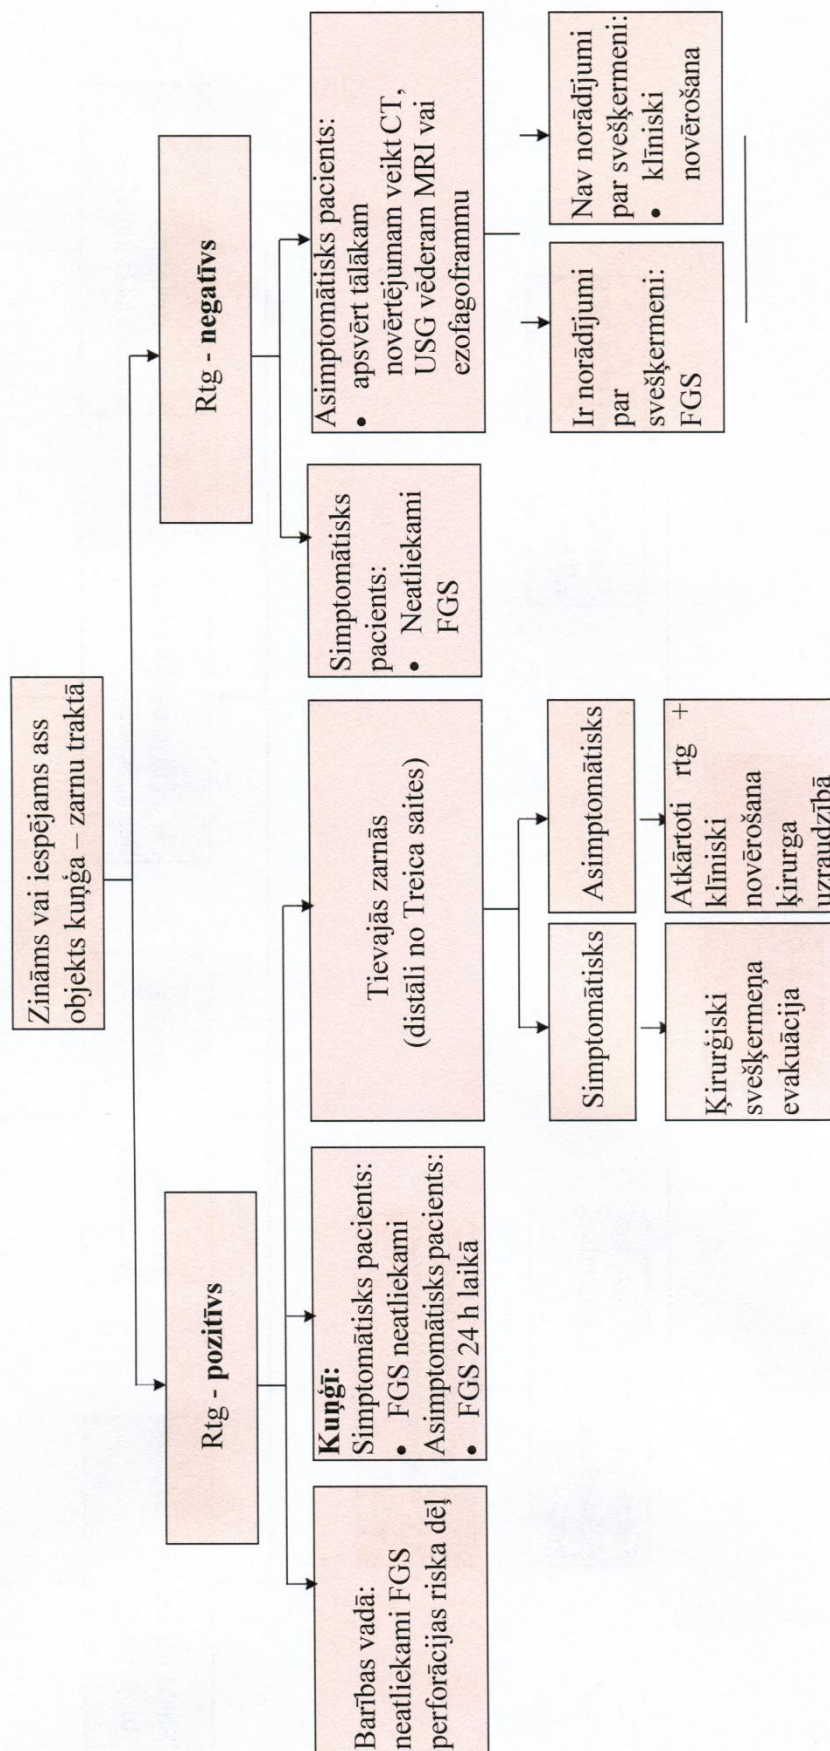 Zināms vai iespējams ass
objekts kuņģa – zarnu traktā
Rtg - pozitīvs
Rtg - negatīvs
Barības vadā:
neatliekami FGS
perforācijas riska dēļ
Kuņģī:
Simptomātisks pacients:
• FGS neatliekami
Asimptomātisks pacients:
• FGS 24 h laikā
Tievajās zarnās
(distāli no Treica saites)
Simptomātisks
pacients:
• Neatliekami
FGS
Asimptomātisks pacients:
• apsvērt tālākam
novērtējumam veikt CT,
USG vēderam MRI vai
ezofagoframmu
Simptomātisks
Asimptomātisks
Ir norādījumi
par
svešķermeni:
FGS
Nav norādījumi
par svešķermeni:
• klīniski
novērošana
Ķirurģiski
svešķermeņa
evakuācija
Atkārtoti rtg +
klīniski
novērošana
ķirurga
uzraudzībā